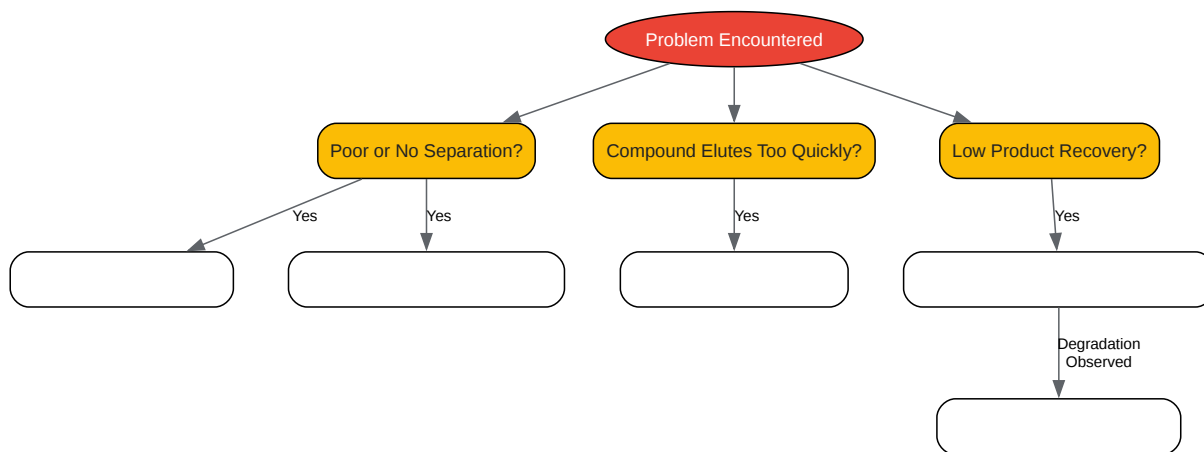 Problem Encountered
Poor or No Separation?
Compound Elutes Too Quickly?
Low Product Recovery?
Yes
Yes
Yes
Yes
Degradation
Observed